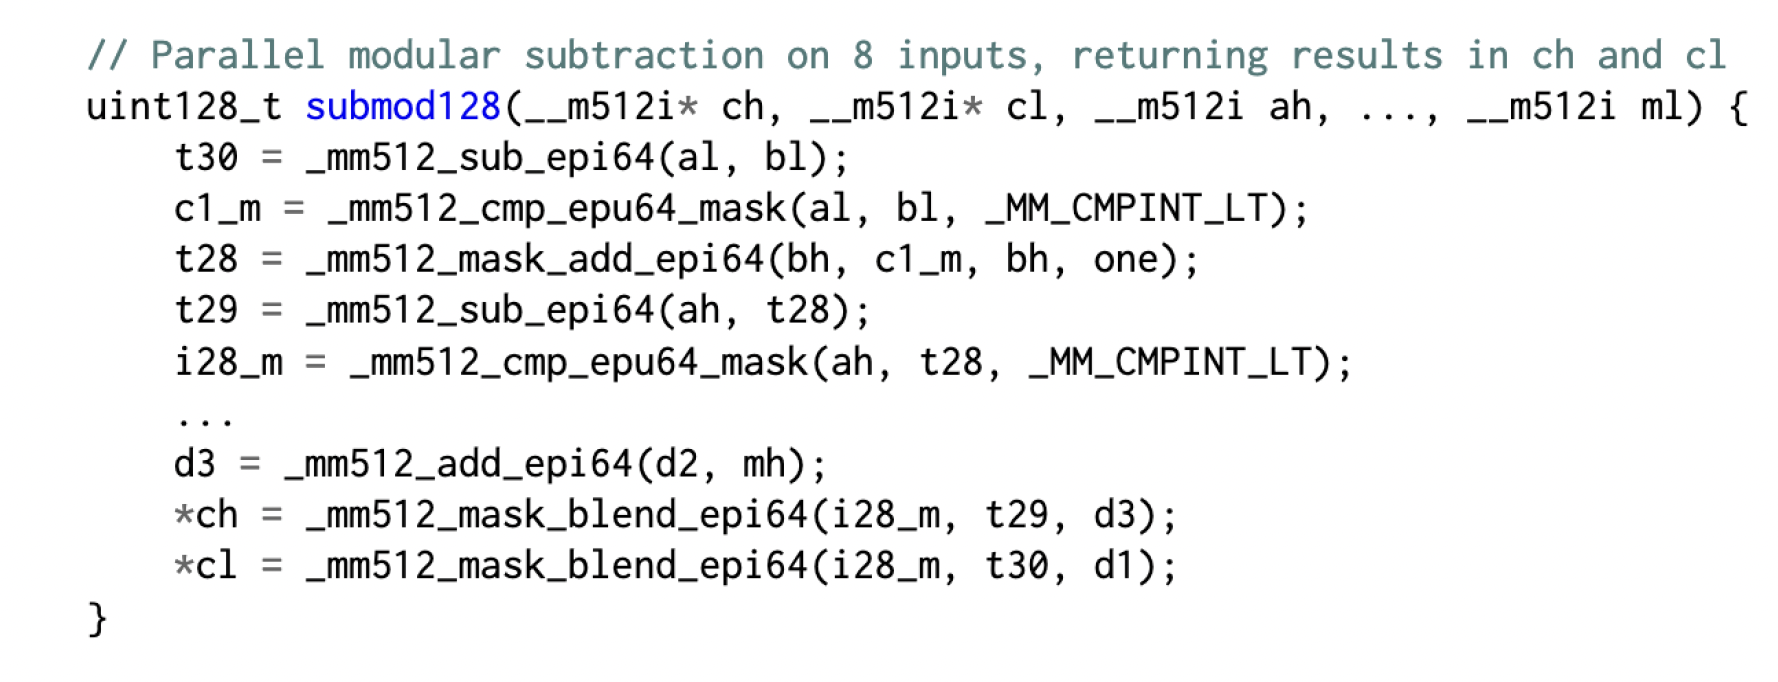 // Parallel modular subtraction on 8 inputs, returning results in ch and cl
uint128_t submod128(__m512i* ch, __m512i* cl, __m512i ah, ..., __m512i ml) {
    t30 = _mm512_sub_epi64(al, bl);
    c1_m = _mm512_cmp_epu64_mask(al, bl, _MM_CMPINT_LT);
    t28 = _mm512_mask_add_epi64(bh, c1_m, bh, one);
    t29 = _mm512_sub_epi64(ah, t28);
    i28_m = _mm512_cmp_epu64_mask(ah, t28, _MM_CMPINT_LT);
    ...
    d3 = _mm512_add_epi64(d2, mh);
    *ch = _mm512_mask_blend_epi64(i28_m, t29, d3);
    *cl = _mm512_mask_blend_epi64(i28_m, t30, d1);
}